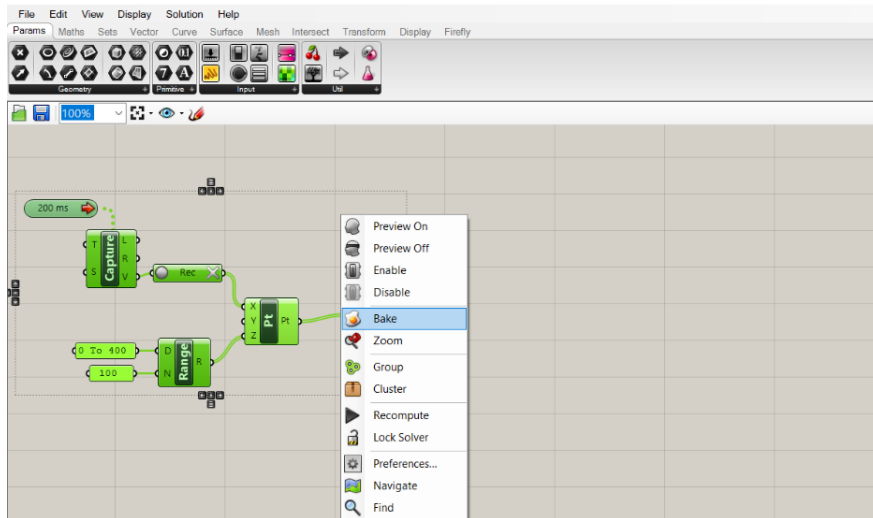 File Edit View Display Solution Help
Params Maths Sets Vector Curve Surface Mesh Intersect Transform Display Firefly
Geometry Primitive Input Util
100%
200 ms
T Capture L
R
S V
Rec
X Pt
Y Pt
Z
0 To 400 D Range
R
100 N
Preview On
Preview Off
Enable
Disable
Bake
Zoom
Group
Cluster
Recompute
Lock Solver
Preferences...
Navigate
Find